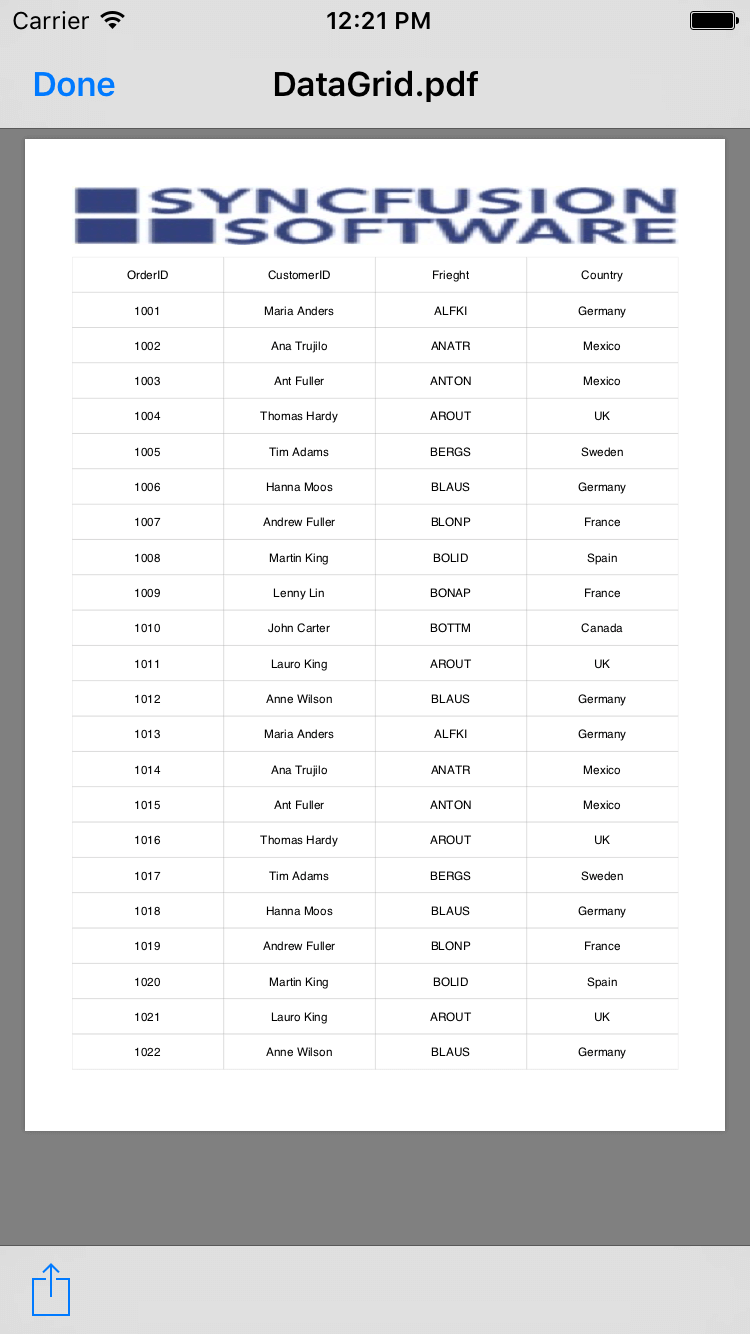 Carrier 12:21 PM
Done DataGrid.pdf
SYNCFUSION
SOFTWARE
OrderID CustomerID Frieght Country
1001 Maria Anders ALFKI Germany
1002 Ana Trujilo ANATR Mexico
1003 Ant Fuller ANTON Mexico
1004 Thomas Hardy AROUT UK
1005 Tim Adams BERGS Sweden
1006 Hanna Moos BLAUS Germany
1007 Andrew Fuller BLONP France
1008 Martin King BOLID Spain
1009 Lenny Lin BONAP France
1010 John Carter BOTTM Canada
1011 Lauro King AROUT UK
1012 Anne Wilson BLAUS Germany
1013 Maria Anders ALFKI Germany
1014 Ana Trujilo ANATR Mexico
1015 Ant Fuller ANTON Mexico
1016 Thomas Hardy AROUT UK
1017 Tim Adams BERGS Sweden
1018 Hanna Moos BLAUS Germany
1019 Andrew Fuller BLONP France
1020 Martin King BOLID Spain
1021 Lauro King AROUT UK
1022 Anne Wilson BLAUS Germany